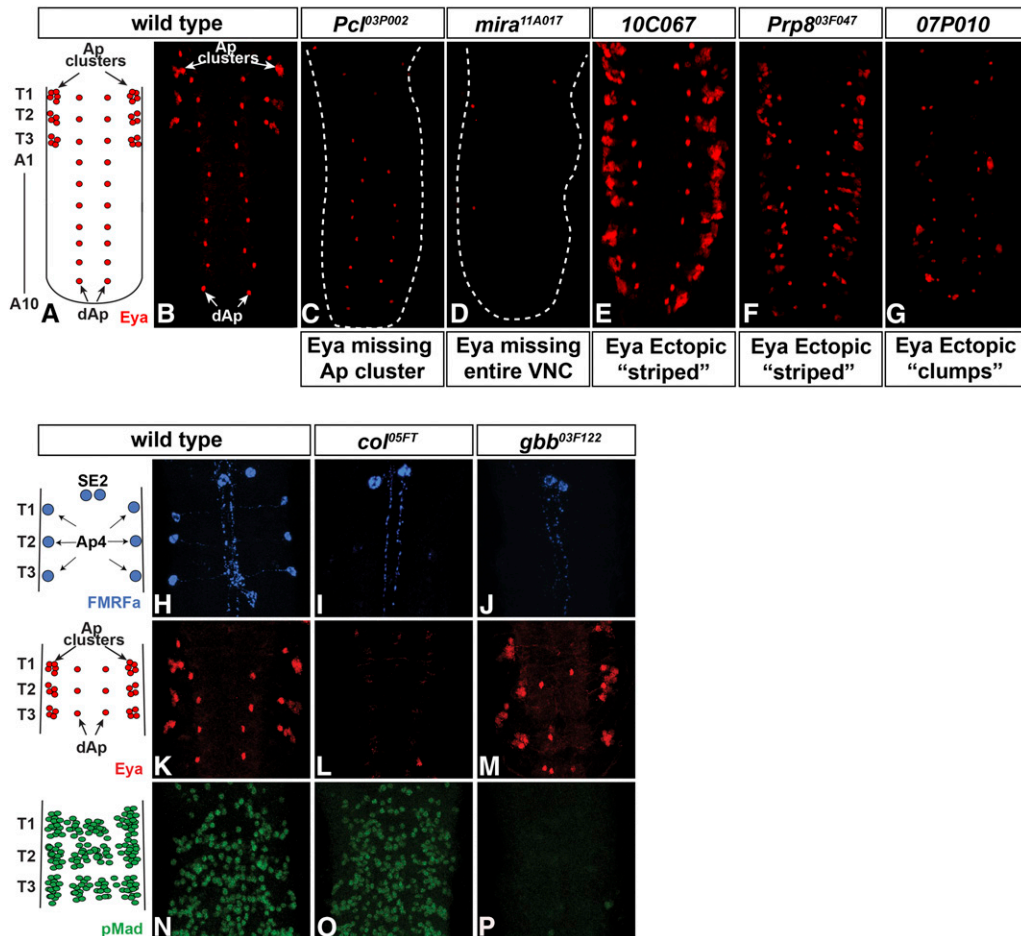 wild type
Pcl03P002
mira11A017
10C067
Prp803F047
07P010
Ap
clusters
T1
T2
T3
A1
A10
A
dAp
Eya
Ap
clusters
B
dAp
C
D
E
F
G
Eya missing
Ap cluster
Eya missing
entire VNC
Eya Ectopic
“striped”
Eya Ectopic
“striped”
Eya Ectopic
“clumps”
wild type
col05FT
gbb03F122
SE2
T1
T2
Ap4
T3
FMRFa
H
I
J
Ap
clusters
T1
T2
T3
dAp
Eya
K
L
M
T1
T2
T3
pMad
N
O
P